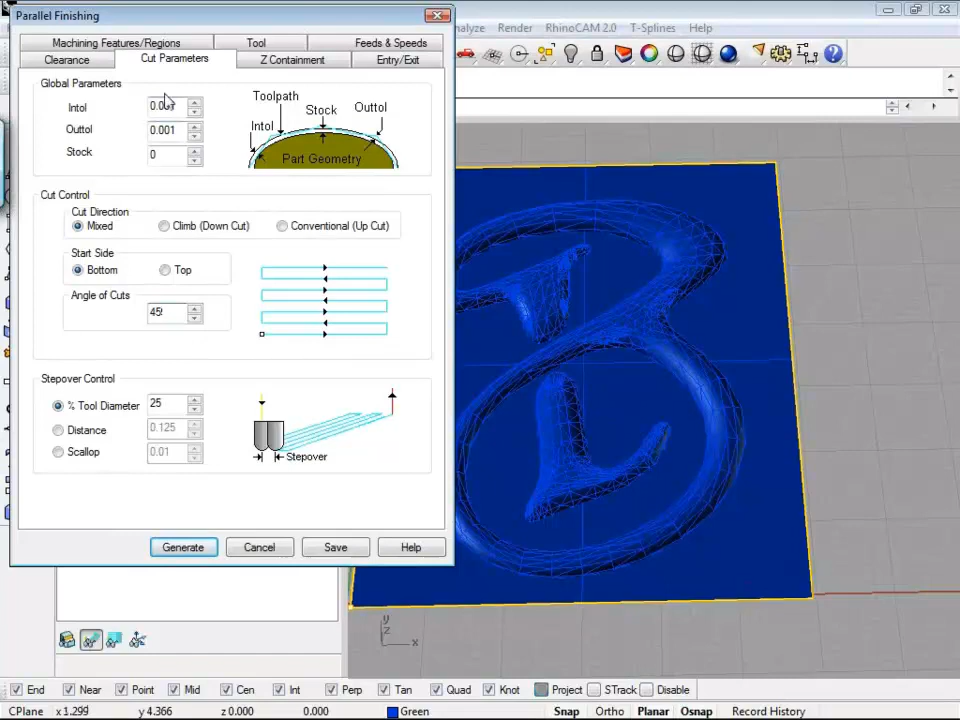 Parallel Finishing
Machining Features/Regions Tool Feeds & Speeds
Clearance Cut Parameters Z Containment Entry/Exit
Global Parameters
Intol
Outtol 0.001
Stock 0
Toolpath
Stock
Outtol
Intol
Part Geometry
Cut Control
Cut Direction
Mixed Climb (Down Cut) Conventional (Up Cut)
Start Side
Bottom Top
Angle of Cuts
45
Stepover Control
% Tool Diameter 25
Distance 0.125
Scallop 0.01
Stepover
Generate Cancel Save Help
Render RhinoCAM 2.0 T-Splines Help
y
z
x
End Near Point Mid Cen Int Perp Tan Quad Knot Project STrack Disable
CPlane x 1.299 y 4.366 z 0.000 0.000 Green Snap Ortho Planar Osnap Record History